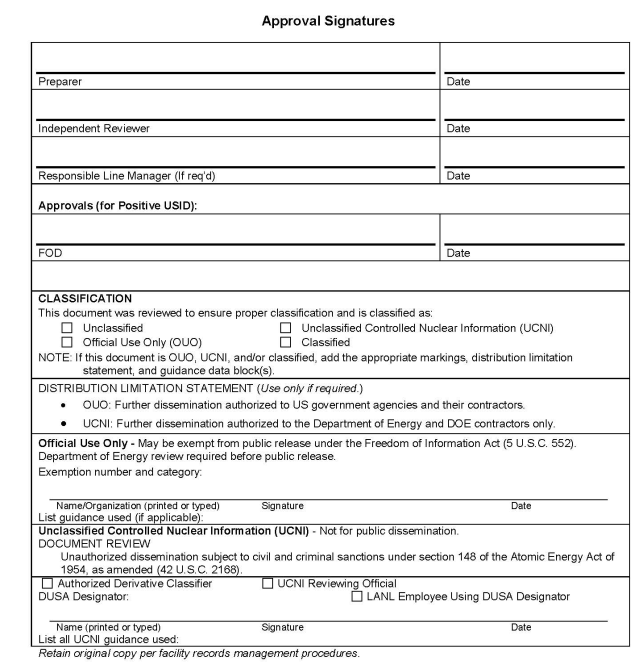 Approval Signatures
Preparer Date
Independent Reviewer Date
Responsible Line Manager (If req'd) Date
Approvals (for Positive USID):
FOD Date
CLASSIFICATION
This document was reviewed to ensure proper classification and is classified as:
☐ Unclassified ☐ Unclassified Controlled Nuclear Information (UCNI)
☐ Official Use Only (OUO) ☐ Classified
NOTE: If this document is OUO, UCNI, and/or classified, add the appropriate markings, distribution limitation
statement, and guidance data block(s).
DISTRIBUTION LIMITATION STATEMENT (Use only if required.)
• OUO: Further dissemination authorized to US government agencies and their contractors.
• UCNI: Further dissemination authorized to the Department of Energy and DOE contractors only.
Official Use Only - May be exempt from public release under the Freedom of Information Act (5 U.S.C. 552).
Department of Energy review required before public release.
Exemption number and category:
Name/Organization (printed or typed) Signature Date
List guidance used (if applicable):
Unclassified Controlled Nuclear Information (UCNI) - Not for public dissemination.
DOCUMENT REVIEW
Unauthorized dissemination subject to civil and criminal sanctions under section 148 of the Atomic Energy Act of
1954, as amended (42 U.S.C. 2168).
☐ Authorized Derivative Classifier ☐ UCNI Reviewing Official
DUSA Designator: ☐ LANL Employee Using DUSA Designator
Name (printed or typed) Signature Date
List all UCNI guidance used:
Retain original copy per facility records management procedures.